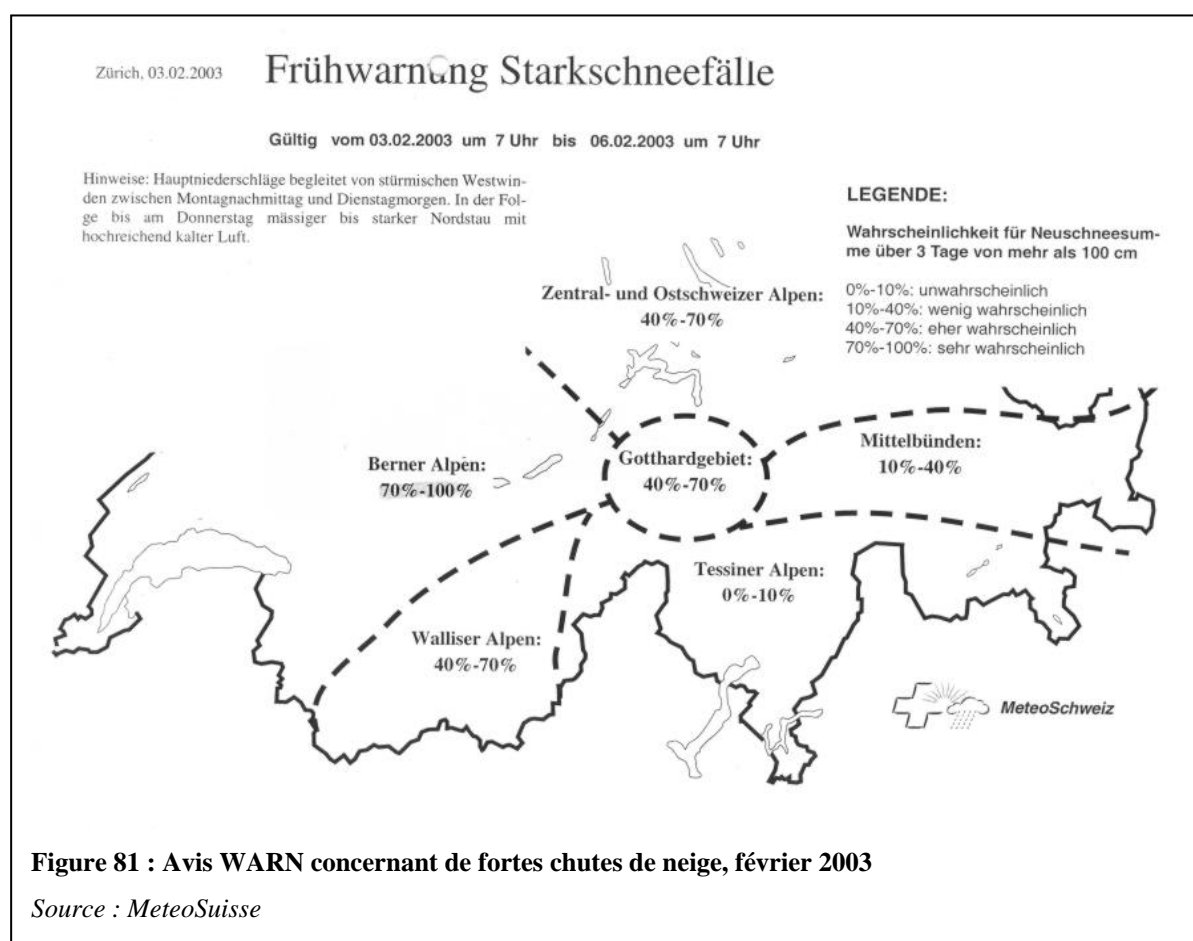 Zürich, 03.02.2003
Frühwarnung Starkschneefälle
Gültig vom 03.02.2003 um 7 Uhr bis 06.02.2003 um 7 Uhr
Hinweise: Hauptniederschläge begleitet von stürmischen Westwin-
den zwischen Montagnachmittag und Dienstagmorgen. In der Fol-
ge bis am Donnerstag mässiger bis starker Nordstau mit
hochreichend kalter Luft.
LEGENDE:
Wahrscheinlichkeit für Neuschneesum-
me über 3 Tage von mehr als 100 cm
0%-10%: unwahrscheinlich
10%-40%: wenig wahrscheinlich
40%-70%: eher wahrscheinlich
70%-100%: sehr wahrscheinlich
Zentral- und Ostschweizer Alpen:
40%-70%
Mittelbünden:
10%-40%
Gotthardgebiet:
40%-70%
Berner Alpen:
70%-100%
Tessiner Alpen:
0%-10%
Walliser Alpen:
40%-70%
MeteoSchweiz
Figure 81 : Avis WARN concernant de fortes chutes de neige, février 2003
Source : MeteoSuisse